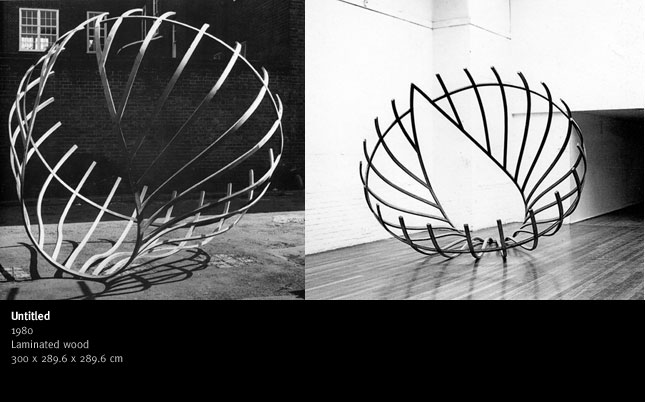 Untitled
1980
Laminated wood
300 x 289.6 x 289.6 cm